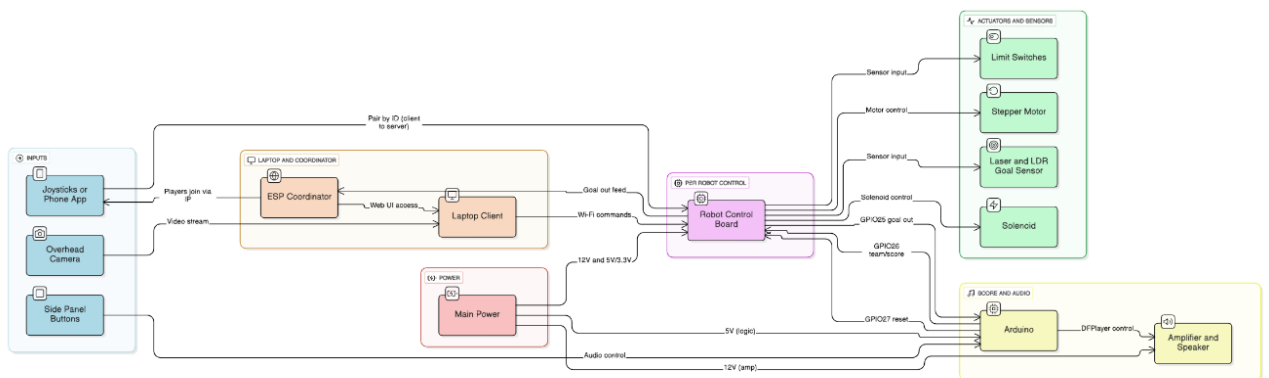 ACTUATORS AND SENSORS
Limit Switches
Sensor input
Stepper Motor
Motor control
Pair by ID (client
to server)
INPUTS
LAPTOP AND COORDINATOR
Laser and LDR
Goal Sensor
Sensor input
Joysticks or
Phone App
Players join via
IP
ESP Coordinator
Goal out feed
PER ROBOT CONTROL
Web UI access
Laptop Client
Wi-Fi commands
Robot Control
Board
Solenoid control
GPIO25 goal out
Solenoid
Video stream
Overhead
Camera
GPIO26
team/score
12V and 5V/3.3V
POWER
Side Panel
Buttons
Main Power
SCORE AND AUDIO
GPIO27 reset
Arduino
5V (logic)
DFPlayer control
Amplifier and
Speaker
Audio control
12V (amp)